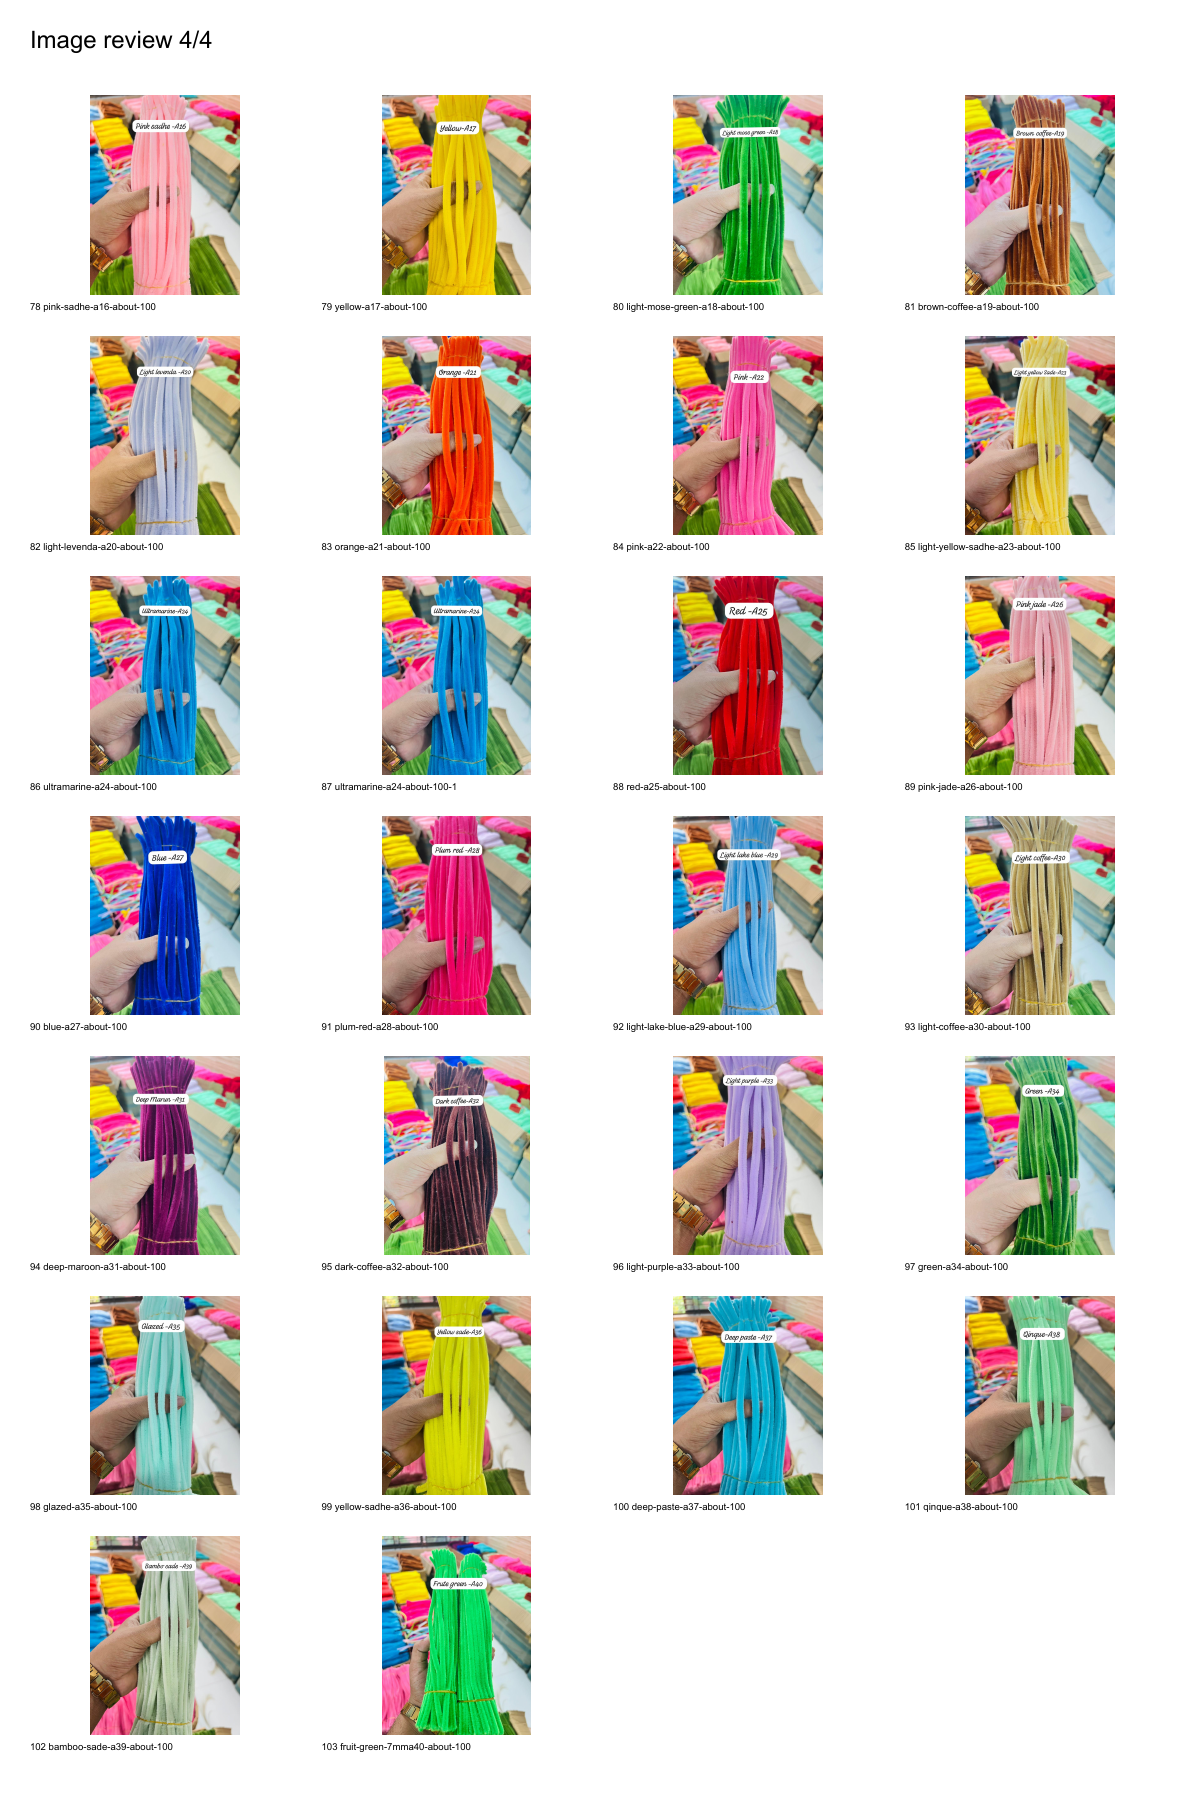 Image review 4/4
Pink sadhe -A16
78 pink-sadhe-a16-about-100
Yellow-A17
79 yellow-a17-about-100
Light mose green -A18
80 light-mose-green-a18-about-100
Brown coffee-A19
81 brown-coffee-a19-about-100
Light levenda -A20
82 light-levenda-a20-about-100
Orange -A21
83 orange-a21-about-100
Pink -A22
84 pink-a22-about-100
Light yellow Sade-A23
85 light-yellow-sadhe-a23-about-100
Ultramarine-A24
86 ultramarine-a24-about-100
Ultramarine-A24
87 ultramarine-a24-about-100-1
Red -A25
88 red-a25-about-100
Pink jade -A26
89 pink-jade-a26-about-100
Blue -A27
90 blue-a27-about-100
Plum red -A28
91 plum-red-a28-about-100
Light lake blue -A29
92 light-lake-blue-a29-about-100
Light coffee-A30
93 light-coffee-a30-about-100
Deep Marun -A31
94 deep-maroon-a31-about-100
Dark coffee-A32
95 dark-coffee-a32-about-100
Light purple -A33
96 light-purple-a33-about-100
Green -A34
97 green-a34-about-100
Glazed -A35
98 glazed-a35-about-100
Yellow sade-A36
99 yellow-sadhe-a36-about-100
Deep paste -A37
100 deep-paste-a37-about-100
Qinque-A38
101 qinque-a38-about-100
Bambo sade -A39
102 bamboo-sade-a39-about-100
Frute green -A40
103 fruit-green-7mma40-about-100